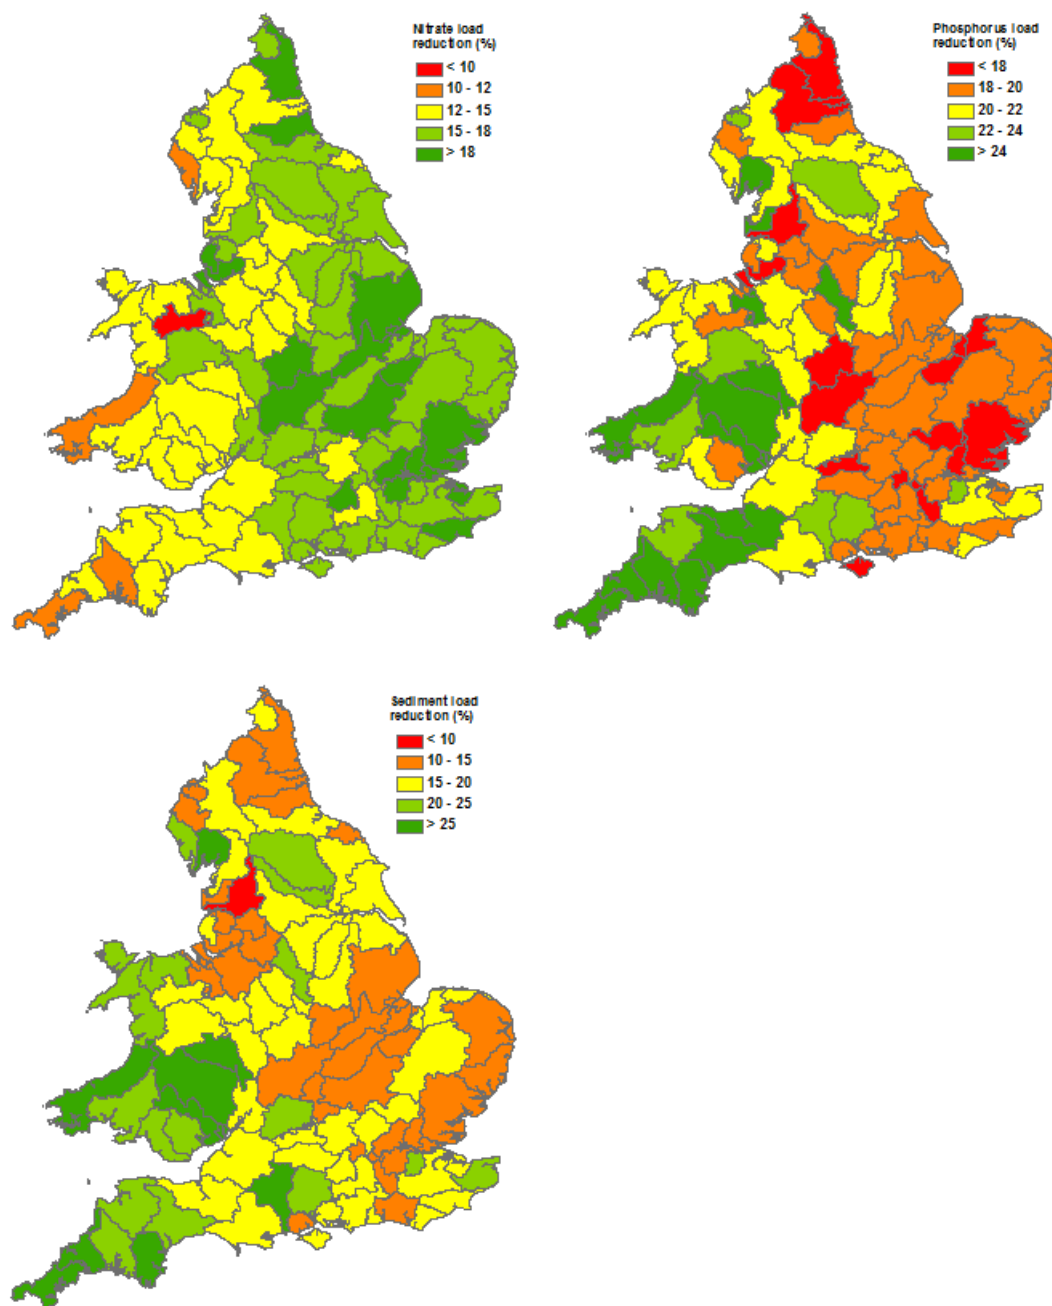 Nitrate load
reduction (%)
< 10
10 - 12
12 - 15
15 - 18
> 18
Phosphorus load
reduction (%)
< 18
18 - 20
20 - 22
22 - 24
> 24
Sediment load
reduction (%)
< 10
10 - 15
15 - 20
20 - 25
> 25